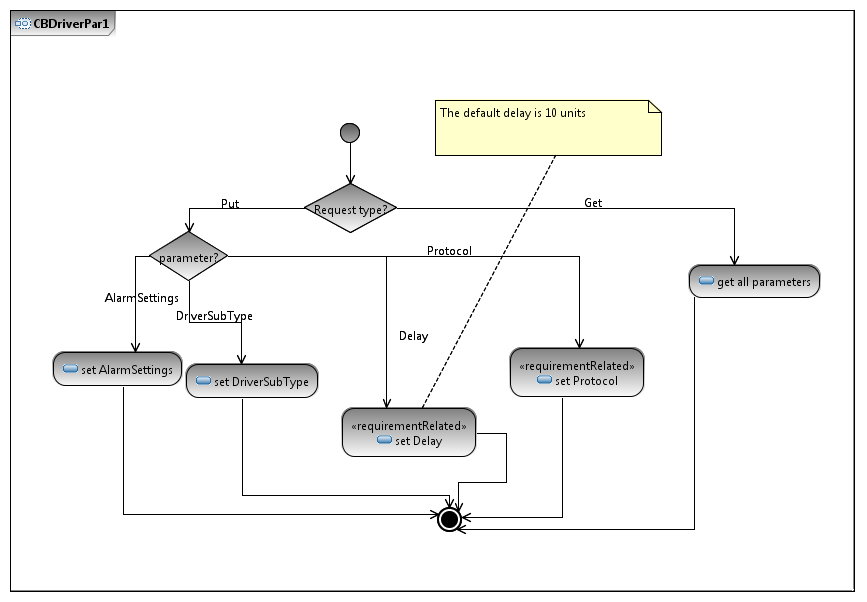 CBDriverPar1
The default delay is 10 units
Request type?
Put
Get
parameter?
Protocol
get all parameters
AlarmSettings
DriverSubType
Delay
set AlarmSettings
set DriverSubType
«requirementRelated»
set Protocol
«requirementRelated»
set Delay